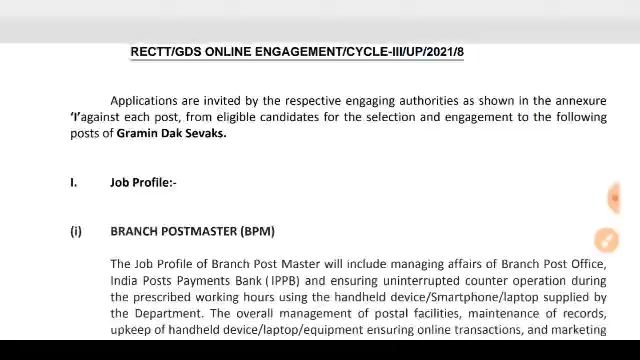 RECTT/GDS ONLINE ENGAGEMENT/CYCLE-III/UP/2021/8
Applications are invited by the respective engaging authorities as shown in the annexure
'I'against each post, from eligible candidates for the selection and engagement to the following
posts of Gramin Dak Sevaks.
I. Job Profile:-
(i) BRANCH POSTMASTER (BPM)
The Job Profile of Branch Post Master will include managing affairs of Branch Post Office,
India Posts Payments Bank (IPPB) and ensuring uninterrupted counter operation during
the prescribed working hours using the handheld device/Smartphone/laptop supplied by
the Department. The overall management of postal facilities, maintenance of records,
upkeep of handheld device/laptop/equipment ensuring online transactions, and marketing